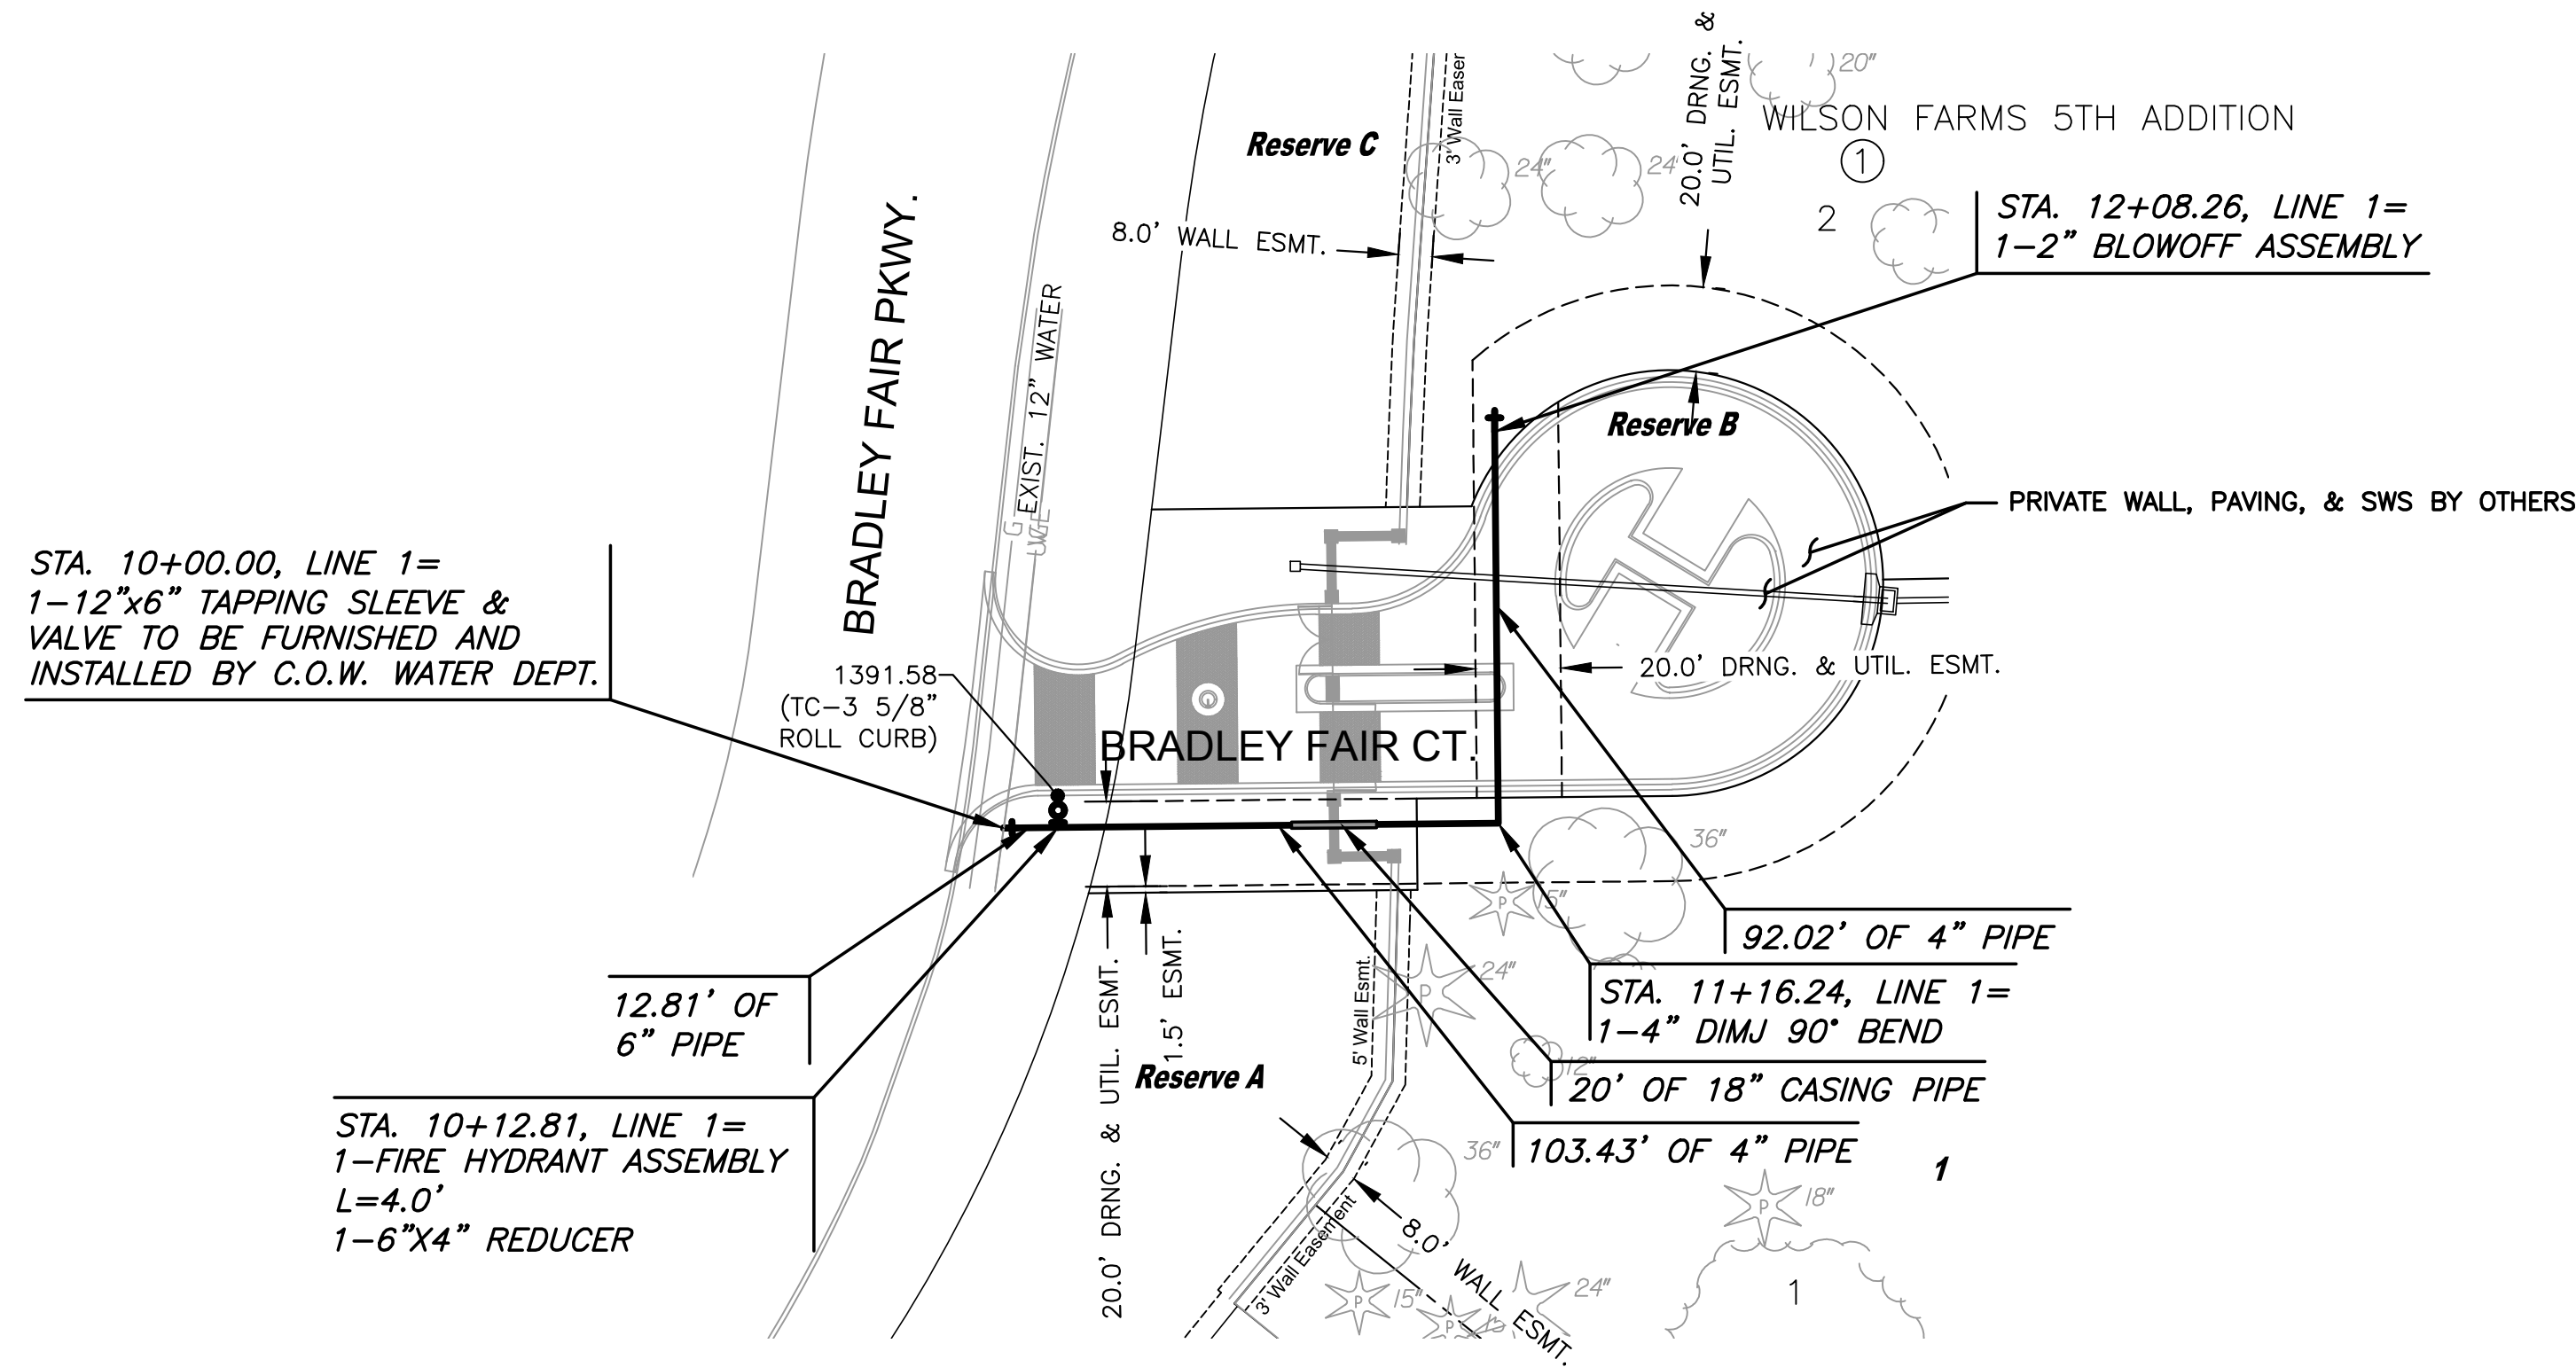 20.0' DRNG. &
UTIL. ESMT.
20"
WILSON FARMS 5TH ADDITION
1
2
Reserve C
3' Wall Easer
24"
24'
8.0' WALL ESMT.
STA. 12+08.26, LINE 1=
1-2" BLOWOFF ASSEMBLY
BRADLEY FAIR PKWY.
EXIST. 12" WATER
G
UGE
Reserve B
PRIVATE WALL, PAVING, & SWS BY OTHERS
STA. 10+00.00, LINE 1=
1-12"x6" TAPPING SLEEVE &
VALVE TO BE FURNISHED AND
INSTALLED BY C.O.W. WATER DEPT.
1391.58
(TC-3 5/8"
ROLL CURB)
20.0' DRNG. & UTIL. ESMT.
BRADLEY FAIR CT.
36"
P
15"
92.02' OF 4" PIPE
P
24"
STA. 11+16.24, LINE 1=
1-4" DIMJ 90° BEND
12.81' OF
6" PIPE
20.0' DRNG. & UTIL. ESMT.
1.5' ESMT.
5' Wall Esmt.
Reserve A
12"
20' OF 18" CASING PIPE
STA. 10+12.81, LINE 1=
1-FIRE HYDRANT ASSEMBLY
L=4.0'
1-6"X4" REDUCER
36"
103.43' OF 4" PIPE
1
P
18"
3' Wall Easement
8.0' WALL ESMT.
P
15"
P
24"
1